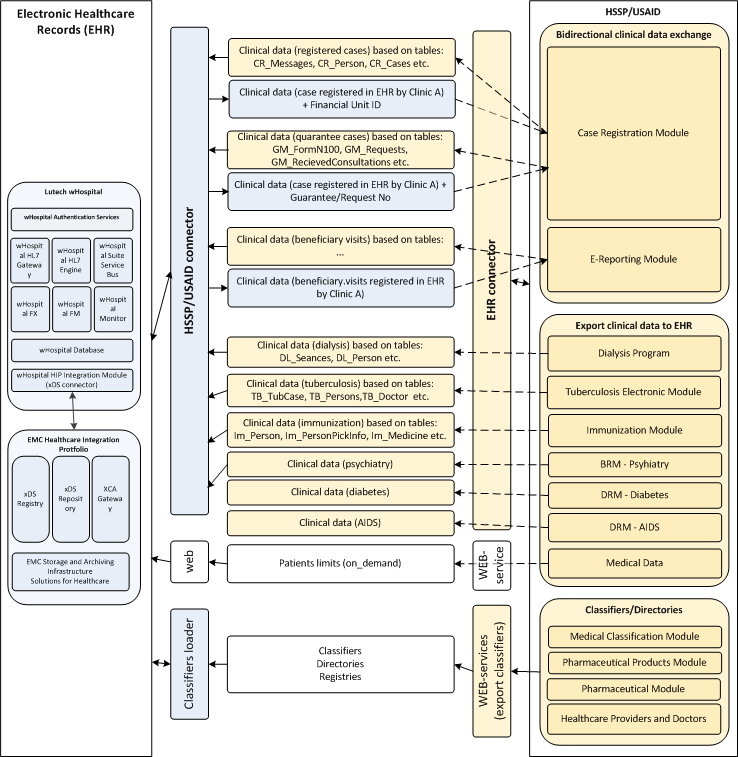 Electronic Healthcare
Records (EHR)
Lutech wHospital
wHospital Authentication Services
wHospit
al HL7
Gatewa
y
wHospit
al HL7
Engine
wHospit
al Suite
Service
Bus
wHospit
al FX
wHospit
al FM
wHospit
al
Monitor
wHospital Database
wHospital HIP Integration Module
(xDS connector)
EMC Healthcare Integration
Protfolio
xDS
Registry
xDS
Reposit
ory
XCA
Gatewa
y
EMC Storage and Archiving
Infrastructure
Solutions for Healthcare
HSSP/USAID connector
web
Classifiers loader
Clinical data (registered cases) based on tables:
CR_Messages, CR_Person, CR_Cases etc.
Clinical data (case registered in EHR by Clinic A)
+ Financial Unit ID
Clinical data (quarantee cases) based on tables:
GM_FormN100, GM_Requests,
GM_RecievedConsultations etc.
Clinical data (case registered in EHR by Clinic A) +
Guarantee/Request No
Clinical data (beneficiary visits) based on tables:
...
Clinical data (beneficiary.visits registered in EHR
by Clinic A)
Clinical data (dialysis) based on tables:
DL_Seances, DL_Person etc.
Clinical data (tuberculosis) based on tables:
TB_TubCase, TB_Persons,TB_Doctor etc.
Clinical data (immunization) based on tables:
Im_Person, Im_PersonPickInfo, Im_Medicine etc.
Clinical data (psychiatry)
Clinical data (diabetes)
Clinical data (AIDS)
Patients limits (on_demand)
Classifiers
Directories
Registries
EHR connector
WEB-
service
WEB-services
(export classifiers)
HSSP/USAID
Bidirectional clinical data exchange
Case Registration Module
E-Reporting Module
Export clinical data to EHR
Dialysis Program
Tuberculosis Electronic Module
Immunization Module
BRM - Psyhiatry
DRM - Diabetes
DRM - AIDS
Medical Data
Classifiers/Directories
Medical Classification Module
Pharmaceutical Products Module
Pharmaceutical Module
Healthcare Providers and Doctors